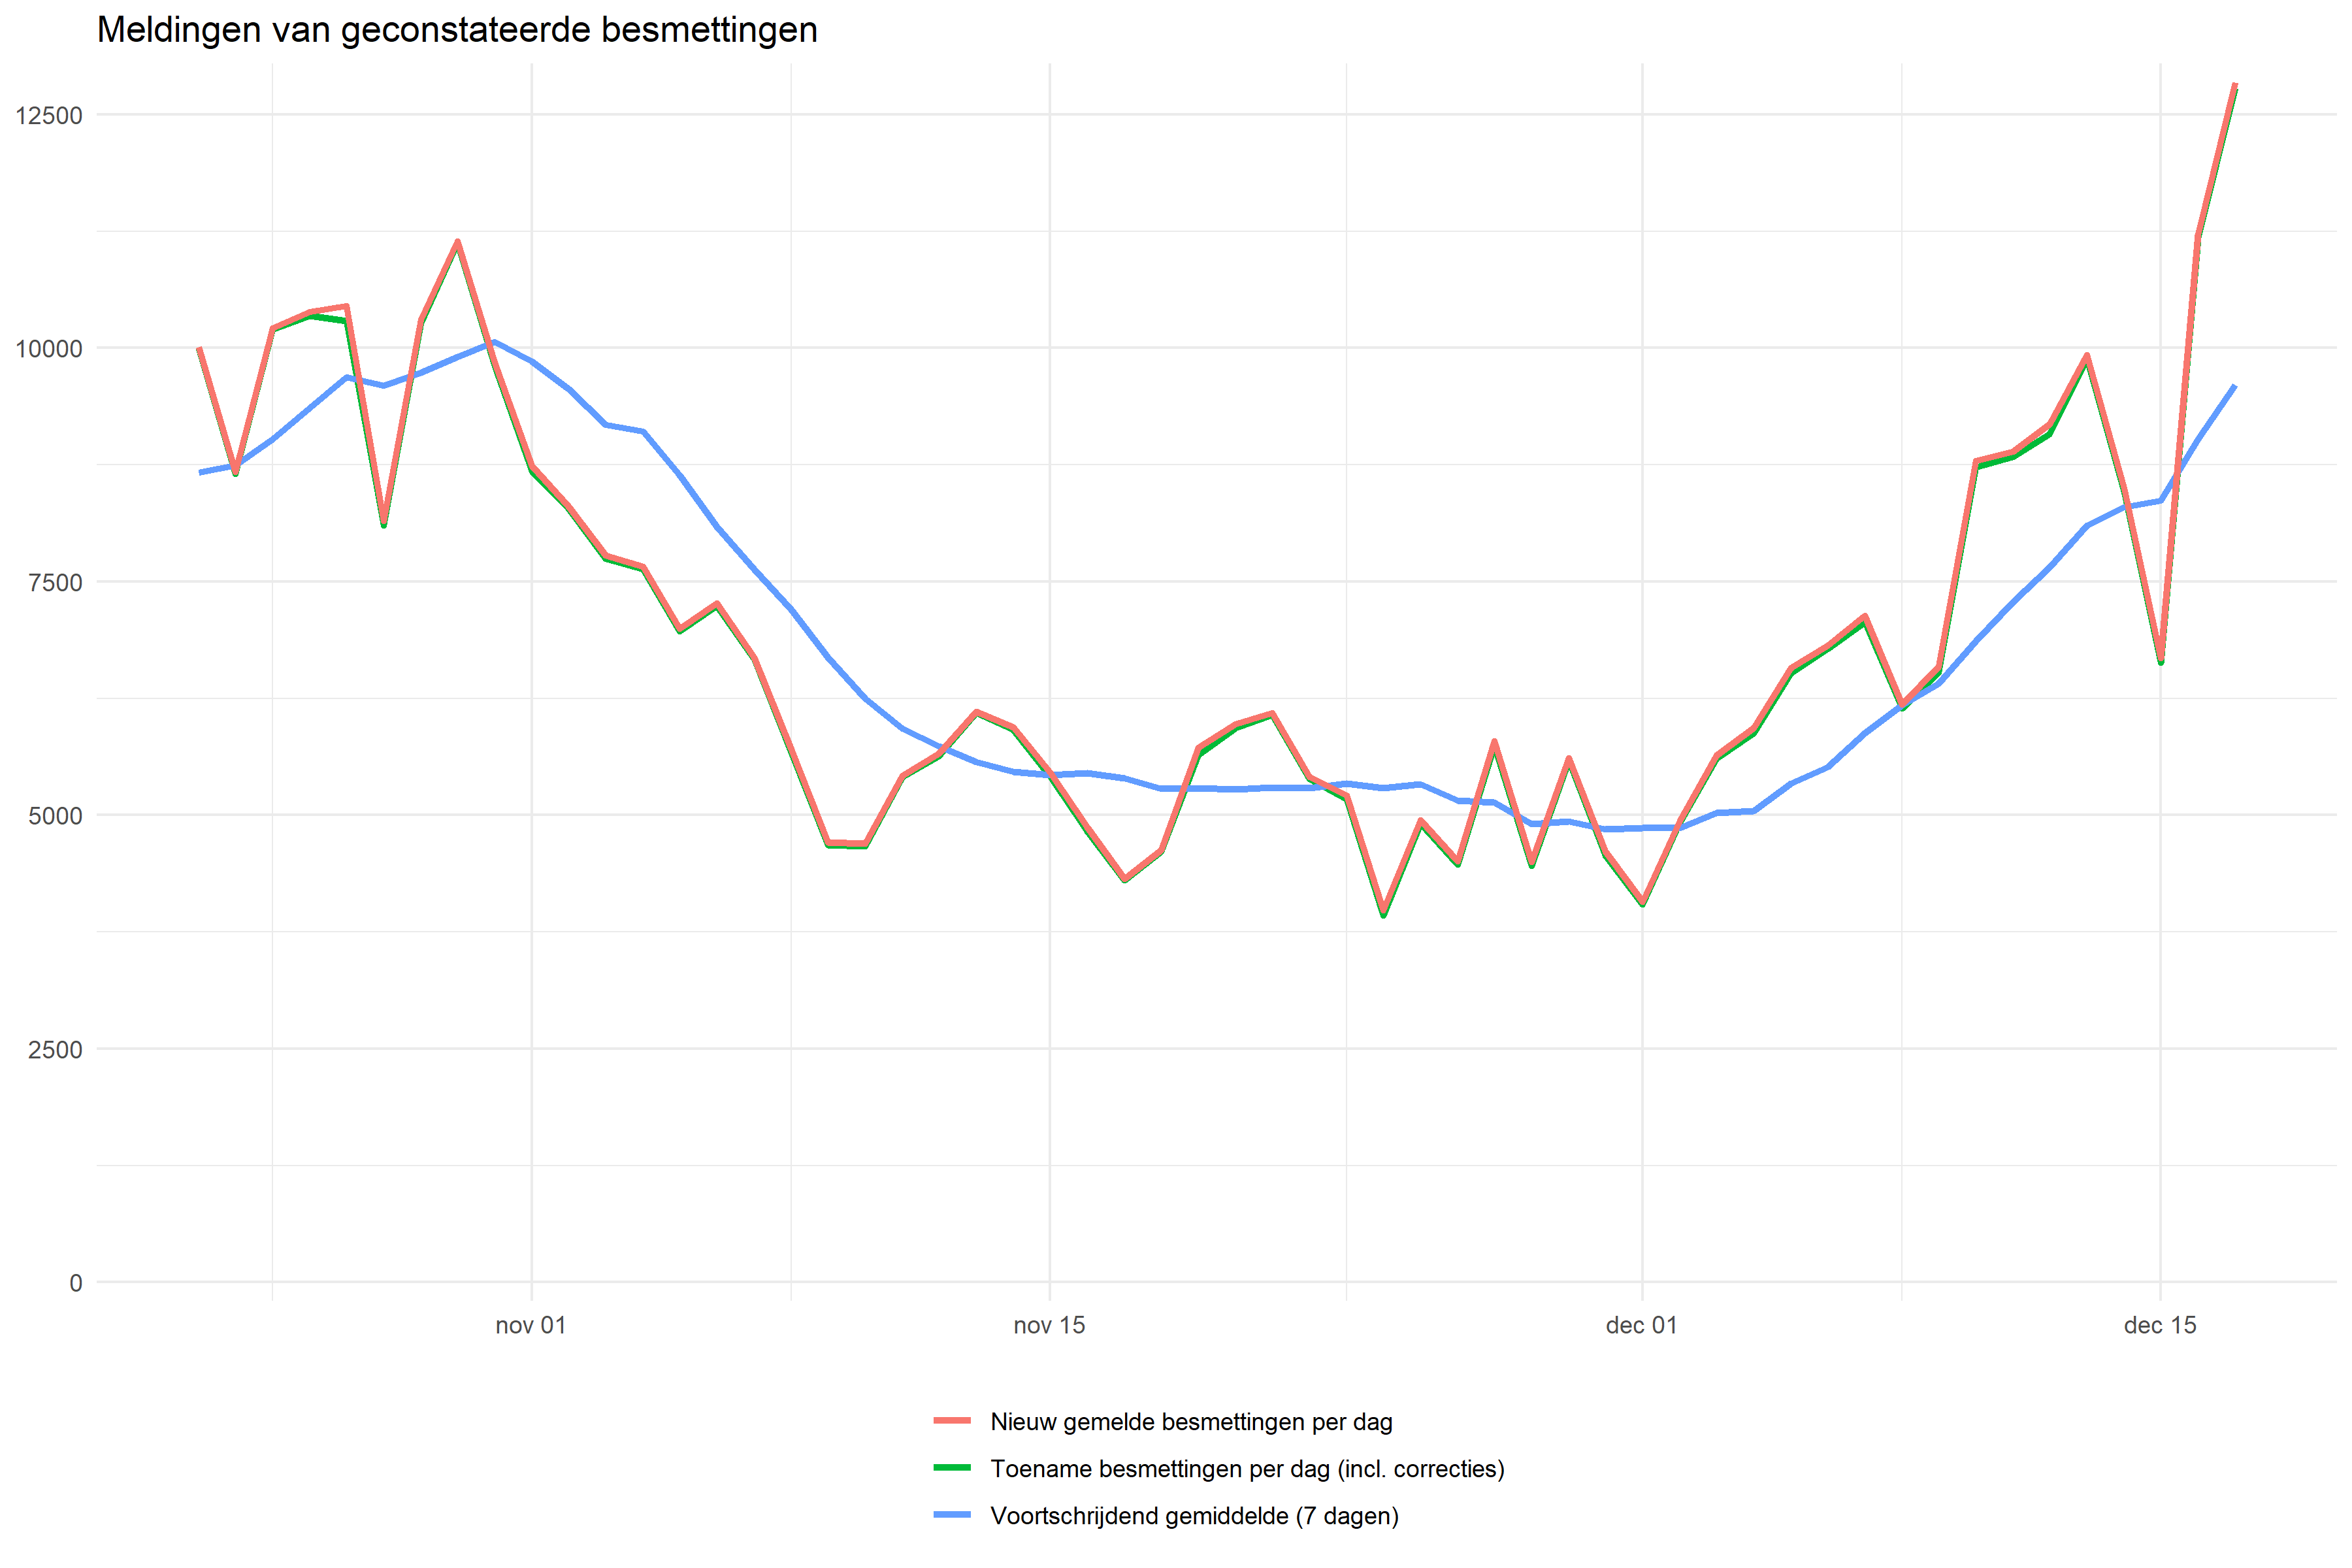 Meldingen van geconstateerde besmettingen
12500
10000
7500
5000
2500
0
nov 01
nov 15
dec 01
dec 15
Nieuw gemelde besmettingen per dag
Toename besmettingen per dag (incl. correcties)
Voortschrijdend gemiddelde (7 dagen)